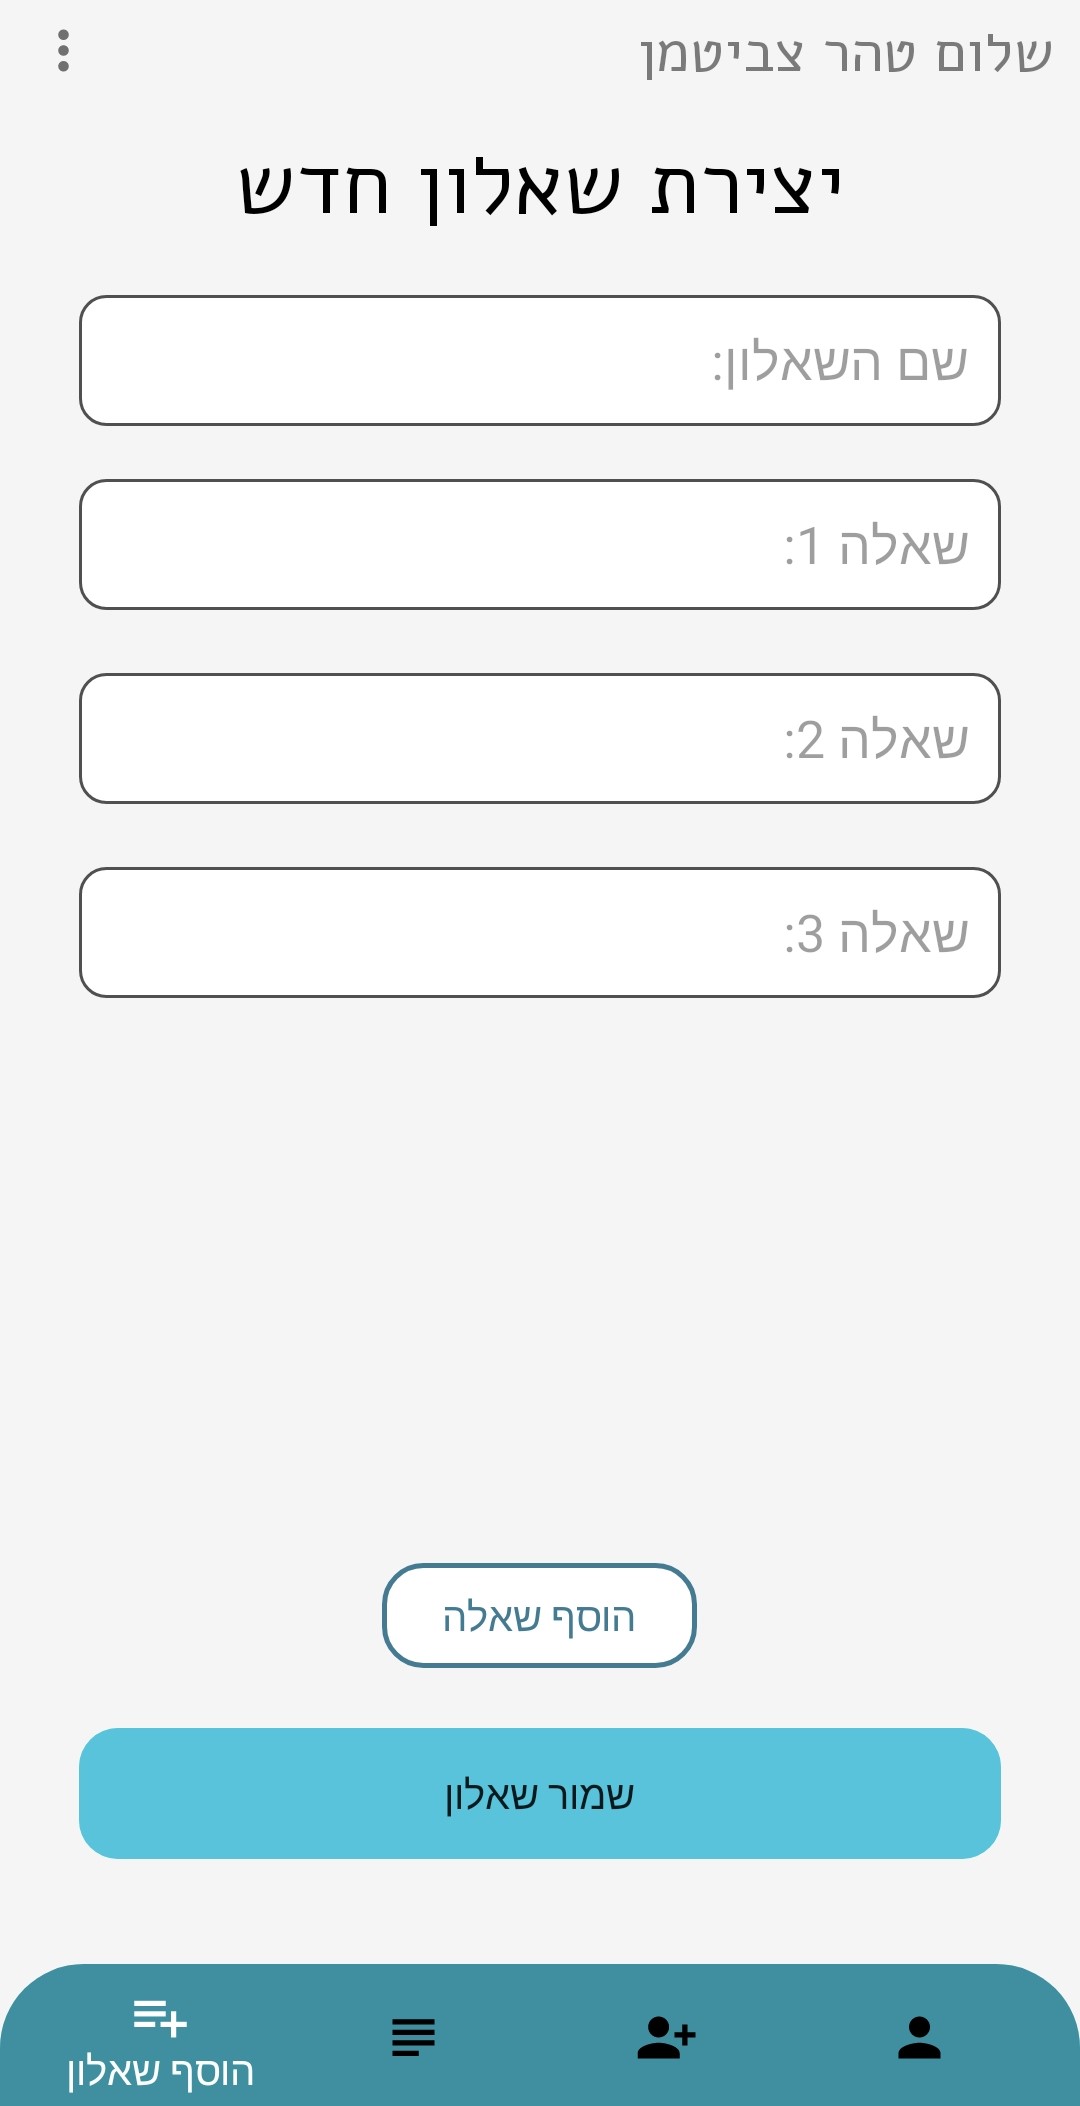 שלום טהר צביטמן
יצירת שאלון חדש
שם השאלון:
שאלה 1:
שאלה 2:
שאלה 3:
הוסף שאלה
שמור שאלון
הוסף שאלון